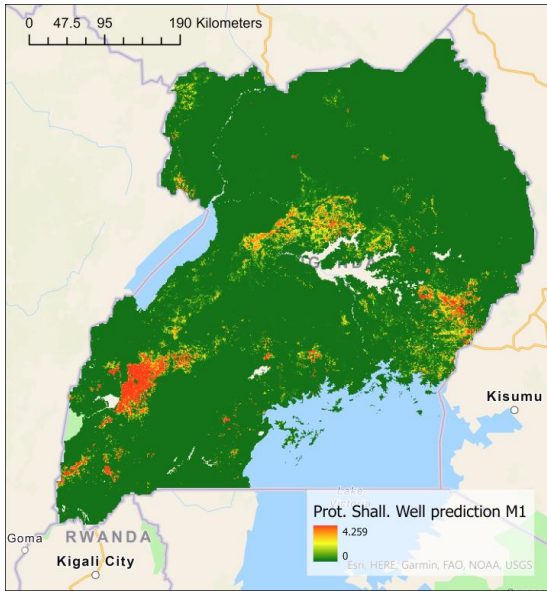 0 47.5 95 190 Kilometers
Kisumu
Lake
Prot. Shall. Well prediction M1
4.259
0
Esri, HERE, Garmin, FAO, NOAA, USGS
Goma
RWANDA
Kigali City